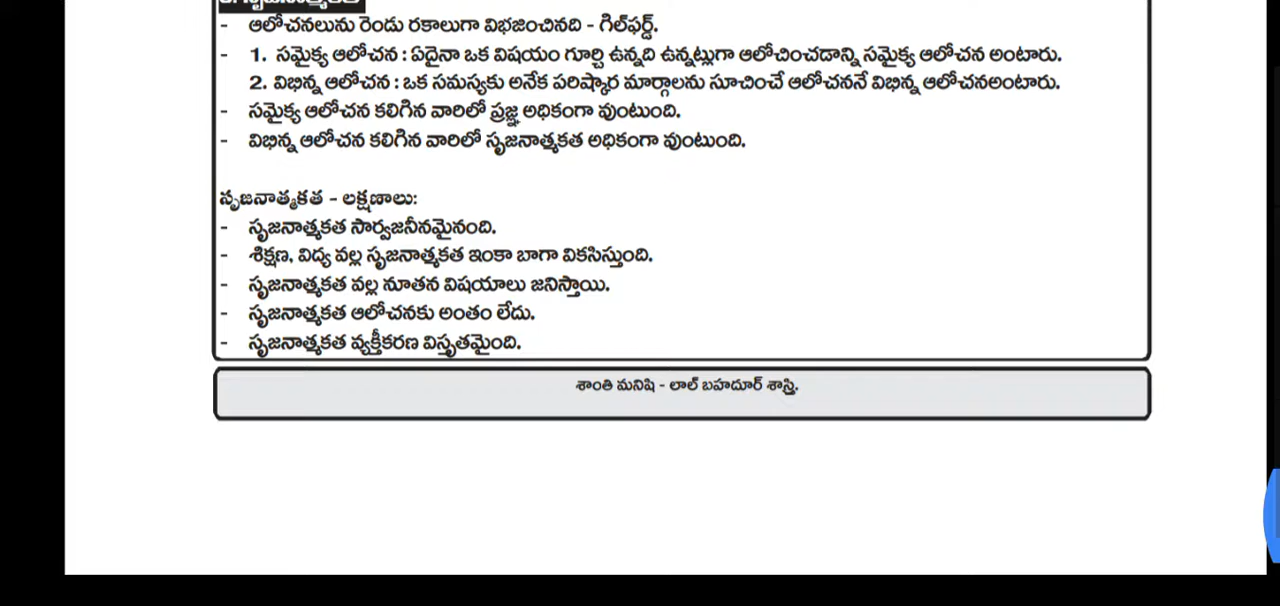 - ఆలోచనలును రెండు రకాలుగా విభజించినది - గిల్‌ఫర్డ్.
- 1. సమైక్య ఆలోచన : ఏదైనా ఒక విషయం గూర్చి ఉన్నది ఉన్నట్లుగా ఆలోచించడాన్ని సమైక్య ఆలోచన అంటారు.
2. విభిన్న ఆలోచన : ఒక సమస్యకు అనేక పరిష్కార మార్గాలను సూచించే ఆలోచననే విభిన్న ఆలోచనఅంటారు.
- సమైక్య ఆలోచన కలిగిన వారిలో ప్రజ్ఞ అధికంగా వుంటుంది.
- విభిన్న ఆలోచన కలిగిన వారిలో సృజనాత్మకత అధికంగా వుంటుంది.
సృజనాత్మకత - లక్షణాలు:
- సృజనాత్మకత సార్వజనీనమైనంది.
- శిక్షణ, విద్య వల్ల సృజనాత్మకత ఇంకా బాగా వికసిస్తుంది.
- సృజనాత్మకత వల్ల నూతన విషయాలు జనిస్తాయి.
- సృజనాత్మకత ఆలోచనకు అంతం లేదు.
- సృజనాత్మకత వ్యక్తీకరణ విస్తృతమైంది.
శాంతి మనిషి - లాల్ బహదూర్ శాస్త్రి.